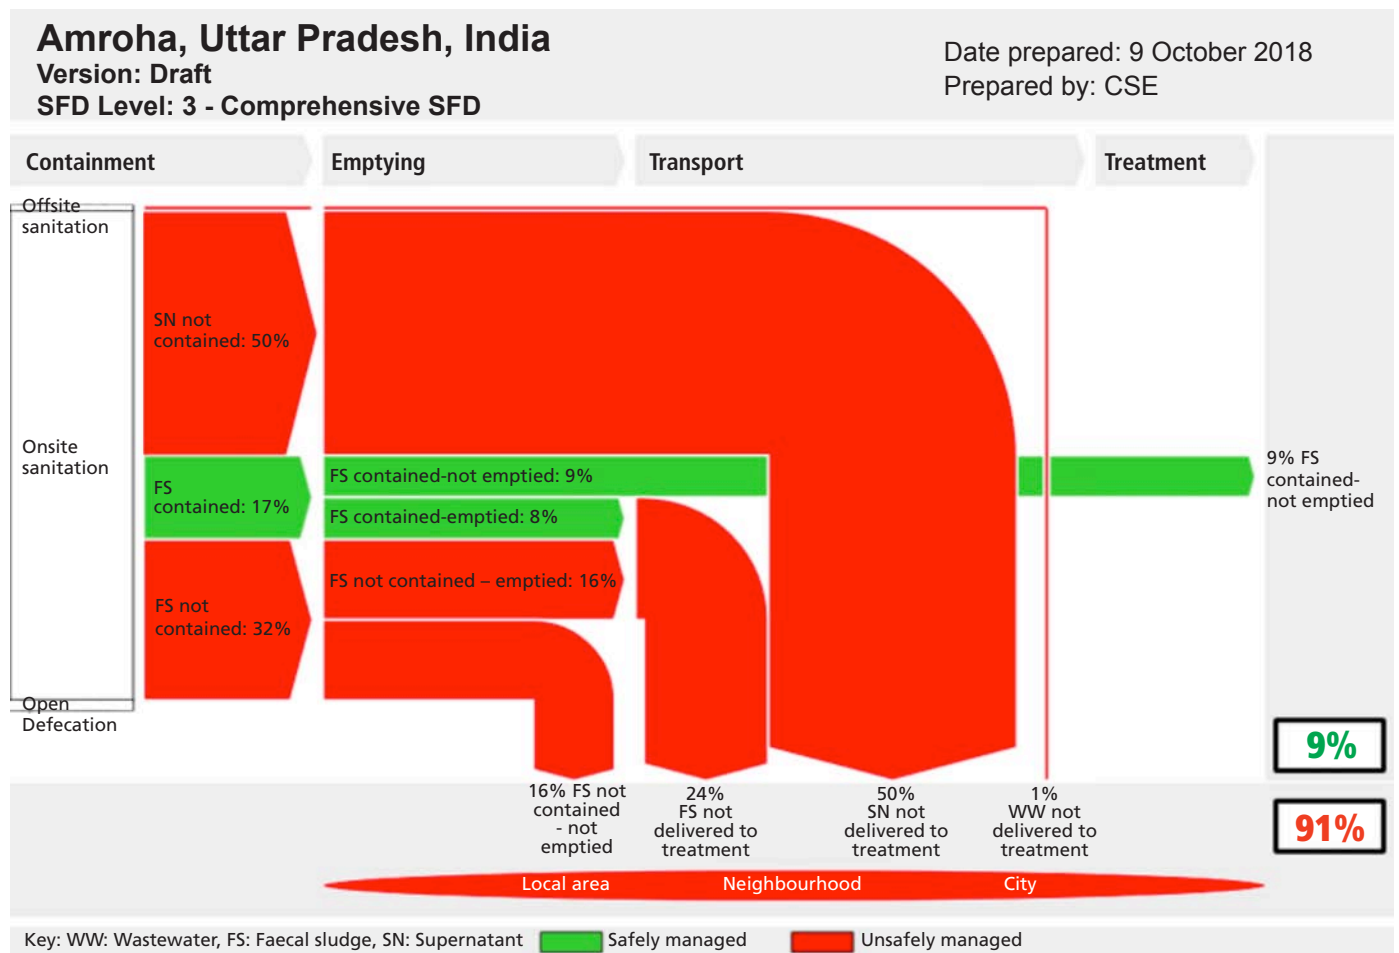 Amroha, Uttar Pradesh, India
Version: Draft
SFD Level: 3 - Comprehensive SFD
Date prepared: 9 October 2018
Prepared by: CSE
Containment
Emptying
Transport
Treatment
Offsite
sanitation
SN not
contained: 50%
Onsite
sanitation
FS
contained: 17%
FS contained-not emptied: 9%
FS contained-emptied: 8%
FS not contained – emptied: 16%
FS not
contained: 32%
Open
Defecation
9% FS
contained-
not emptied
9%
16% FS not
contained
- not
emptied
24%
FS not
delivered to
treatment
50%
SN not
delivered to
treatment
1%
WW not
delivered to
treatment
91%
Local area
Neighbourhood
City
Key: WW: Wastewater, FS: Faecal sludge, SN: Supernatant
Safely managed
Unsafely managed